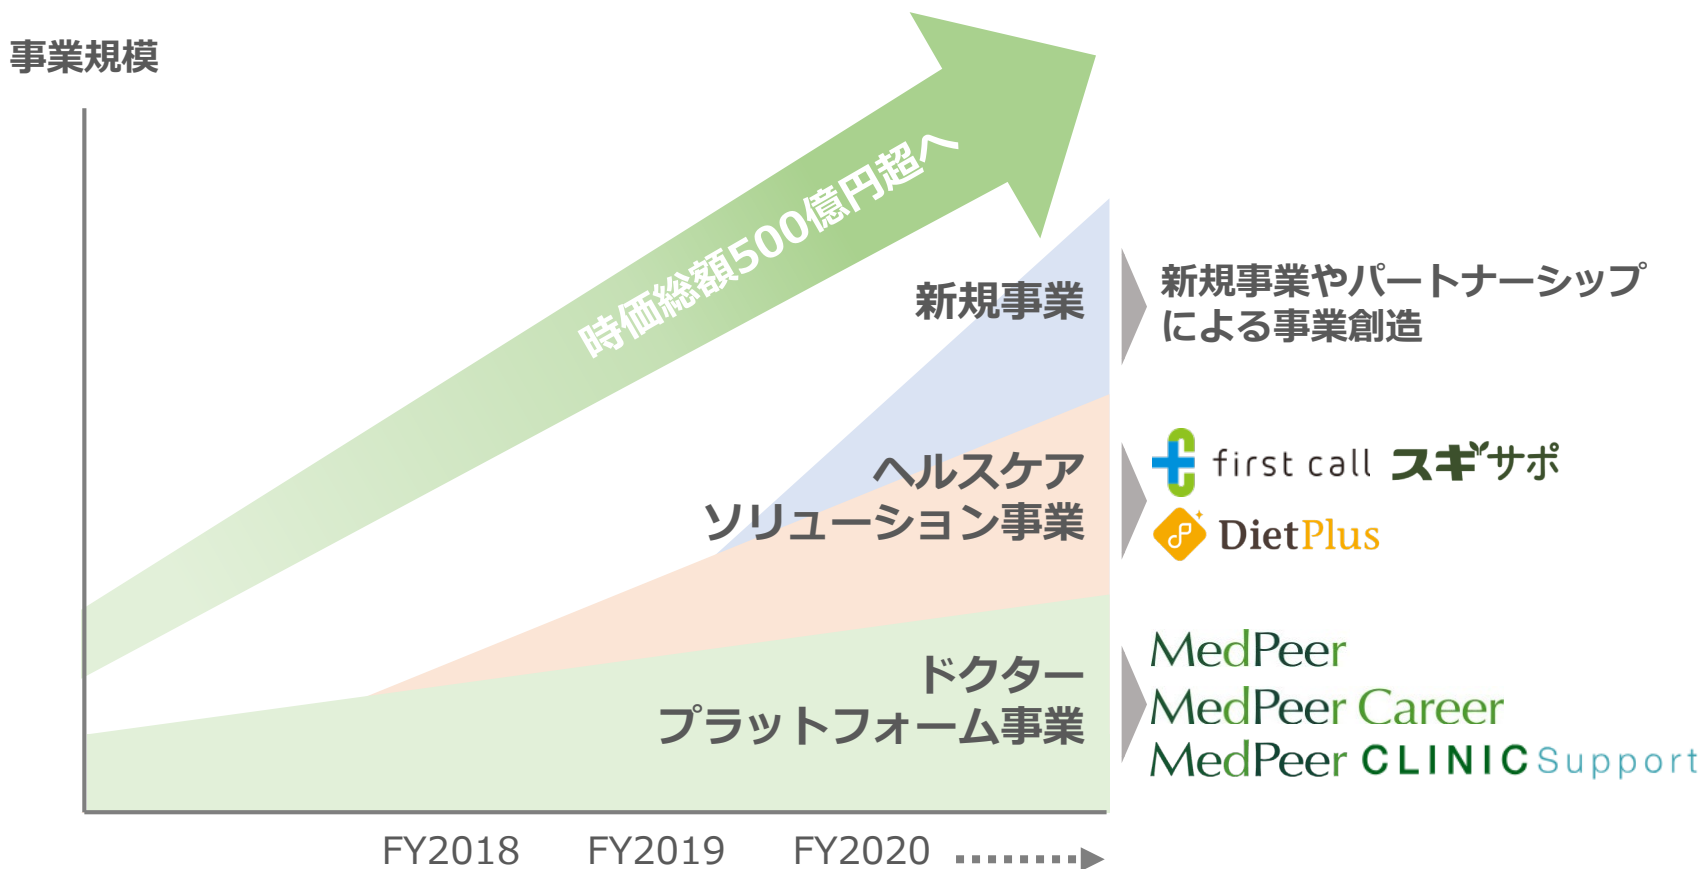 事業規模
時価総額500億円超へ
新規事業
新規事業やパートナーシップ
による事業創造
ヘルスケア
ソリューション事業
first call スギサポ
DietPlus
ドクター
プラットフォーム事業
MedPeer
MedPeer Career
MedPeer CLINIC Support
FY2018 FY2019 FY2020